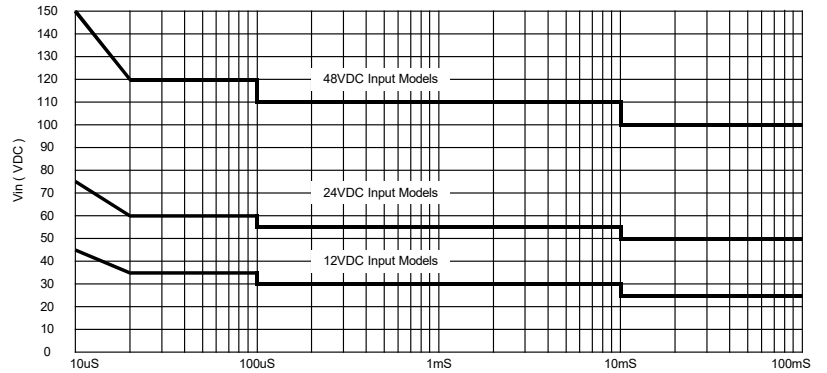 150
140
130
120
110
100
90
80
70
60
50
40
30
20
10
0
Vin ( VDC )
48VDC Input Models
24VDC Input Models
12VDC Input Models
10uS
100uS
1mS
10mS
100mS